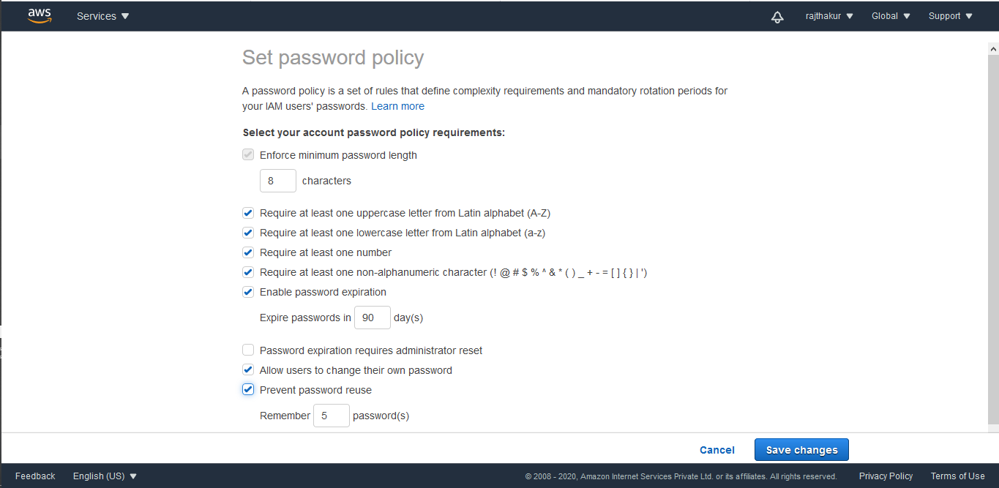 aws
Services
rajthakur
Global
Support
Set password policy
A password policy is a set of rules that define complexity requirements and mandatory rotation periods for
your IAM users' passwords. Learn more
Select your account password policy requirements:
Enforce minimum password length
8 characters
Require at least one uppercase letter from Latin alphabet (A-Z)
Require at least one lowercase letter from Latin alphabet (a-z)
Require at least one number
Require at least one non-alphanumeric character (! @ # $ % ^ & * ( ) _ + - = [ ] { } | ')
Enable password expiration
Expire passwords in 90 day(s)
Password expiration requires administrator reset
Allow users to change their own password
Prevent password reuse
Remember 5 password(s)
Cancel
Save changes
Feedback
English (US)
© 2008 - 2020, Amazon Internet Services Private Ltd. or its affiliates. All rights reserved.
Privacy Policy
Terms of Use